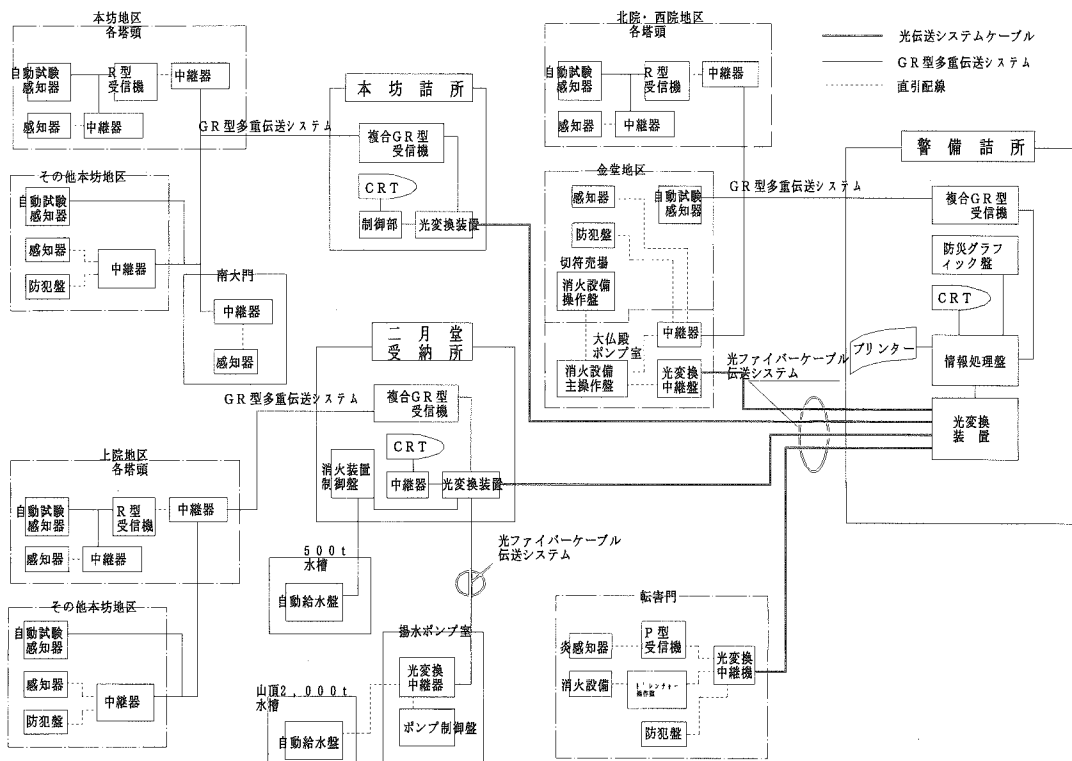 本坊地区
各塔頭
自動試験
感知器
R型
受信機
中継器
感知器
中継器
GR型多重伝送システム
その他本坊地区
自動試験
感知器
感知器
防犯盤
中継器
南大門
中継器
感知器
本坊詰所
複合GR型
受信機
CRT
制御部
光変換装置
北院・西院地区
各塔頭
自動試験
感知器
R型
受信機
中継器
感知器
中継器
光伝送システムケーブル
GR型多重伝送システム
直引配線
金堂地区
感知器
自動試験
感知器
防犯盤
切符売場
消火設備
操作盤
大仏殿
ポンプ室
中継器
消火設備
主操作盤
光変換
中継盤
GR型多重伝送システム
警備詰所
複合GR型
受信機
防災グラフ
ィック盤
CRT
プリンター
情報処理盤
光変換
装置
光ファイバーケーブル
伝送システム
二月堂
受納所
GR型多重伝送システム
複合GR型
受信機
CRT
消火装置
制御盤
中継器
光変換装置
上院地区
各塔頭
自動試験
感知器
R型
受信機
中継器
感知器
中継器
その他本坊地区
自動試験
感知器
感知器
防犯盤
中継器
500t
水槽
自動給水盤
光ファイバーケーブル
伝送システム
揚水ポンプ室
光変換
中継器
ポンプ制御盤
山頂2,000t
水槽
自動給水盤
転害門
炎感知器
P型
受信機
光変換
中継機
消火設備
ドレンチャー
操作盤
防犯盤